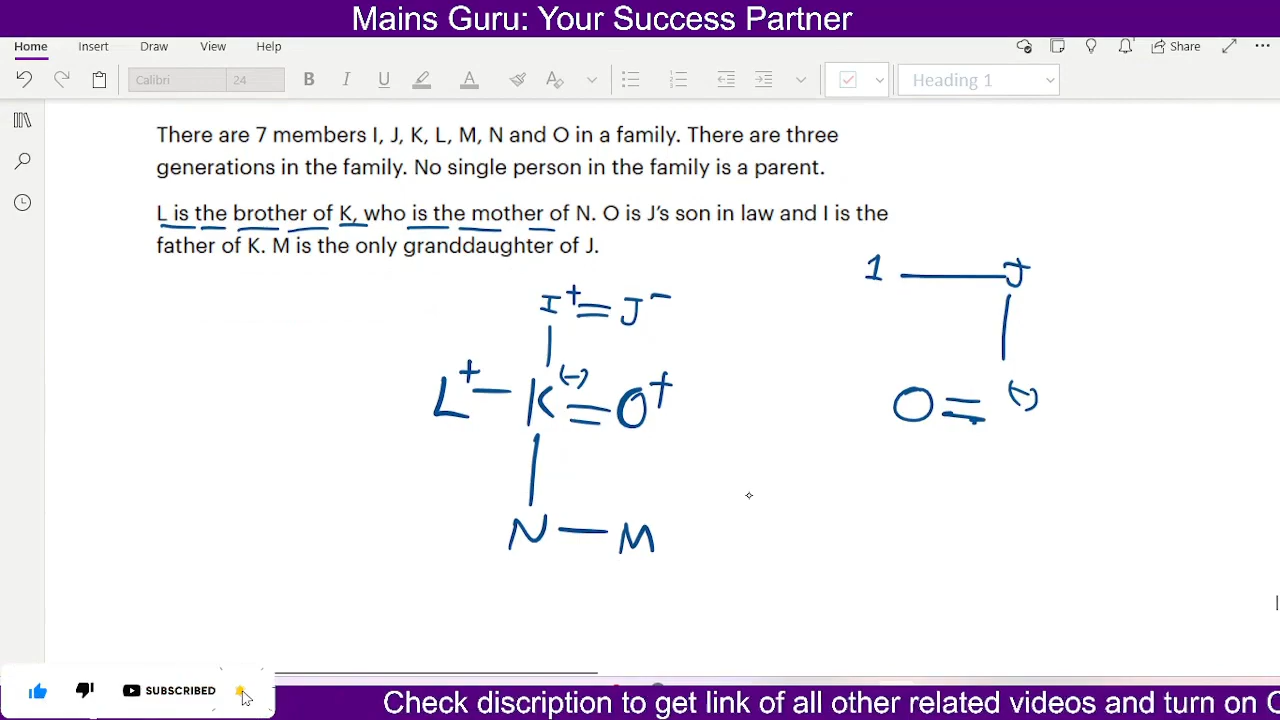 Mains Guru: Your Success Partner
Home Insert Draw View Help
Share
Calibri 24 B I U A A Heading 1
There are 7 members I, J, K, L, M, N and O in a family. There are three
generations in the family. No single person in the family is a parent.
L is the brother of K, who is the mother of N. O is J's son in law and I is the
father of K. M is the only granddaughter of J.
1 — J
I+ = J-
L+ — K(-) = O+
O = (-)
N — M
SUBSCRIBED
Check discription to get link of all other related videos and turn on